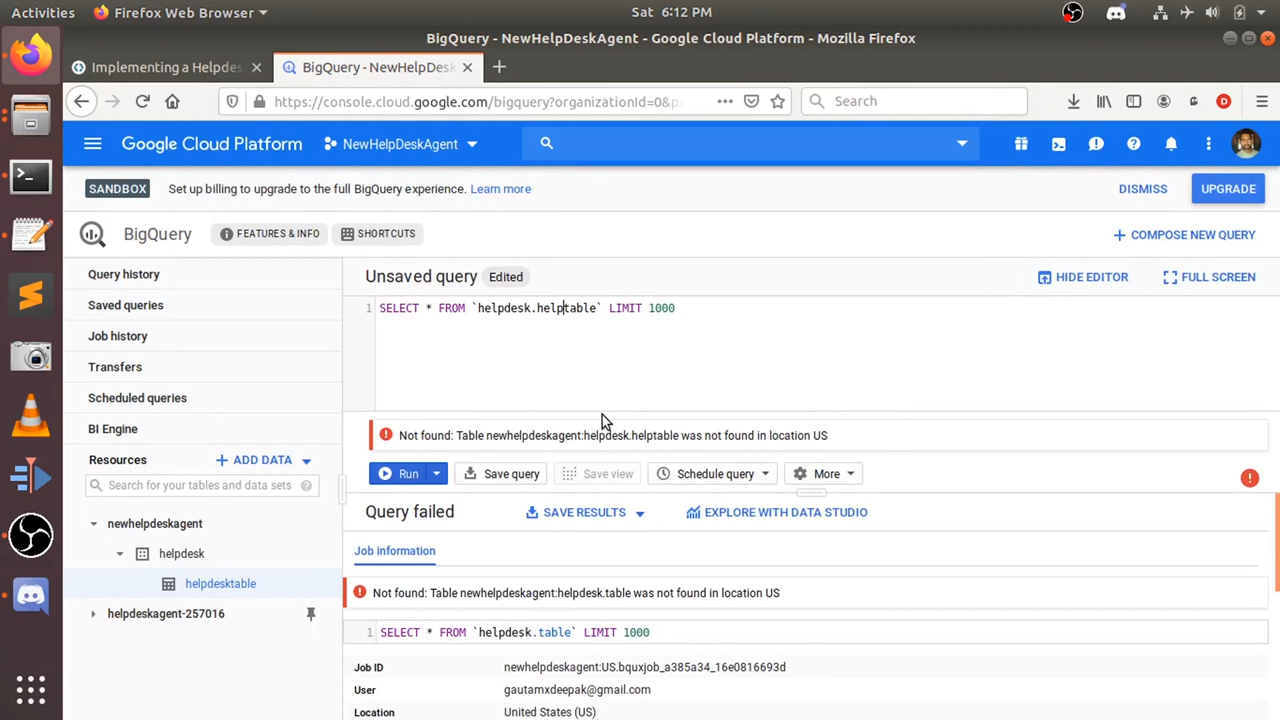 Activities Firefox Web Browser Sat 6:12 PM
BigQuery - NewHelpDeskAgent - Google Cloud Platform - Mozilla Firefox
Implementing a Helpdes BigQuery - NewHelpDesk
https://console.cloud.google.com/bigquery?organizationId=0&p Search
Google Cloud Platform NewHelpDeskAgent
SANDBOX Set up billing to upgrade to the full BigQuery experience. Learn more DISMISS UPGRADE
BigQuery FEATURES & INFO SHORTCUTS COMPOSE NEW QUERY
Query history
Saved queries
Job history
Transfers
Scheduled queries
BI Engine
Resources ADD DATA
Search for your tables and data sets
newhelpdeskagent
helpdesk
helpdesktable
helpdeskagent-257016
Unsaved query Edited HIDE EDITOR FULL SCREEN
1 SELECT * FROM `helpdesk.helptable` LIMIT 1000
Not found: Table newhelpdeskagent:helpdesk.helptable was not found in location US
Run Save query Save view Schedule query More
Query failed SAVE RESULTS EXPLORE WITH DATA STUDIO
Job information
Not found: Table newhelpdeskagent:helpdesk.table was not found in location US
1 SELECT * FROM `helpdesk.table` LIMIT 1000
Job ID newhelpdeskagent:US.bquxjob_a385a34_16e0816693d
User gautamxdeepak@gmail.com
Location United States (US)